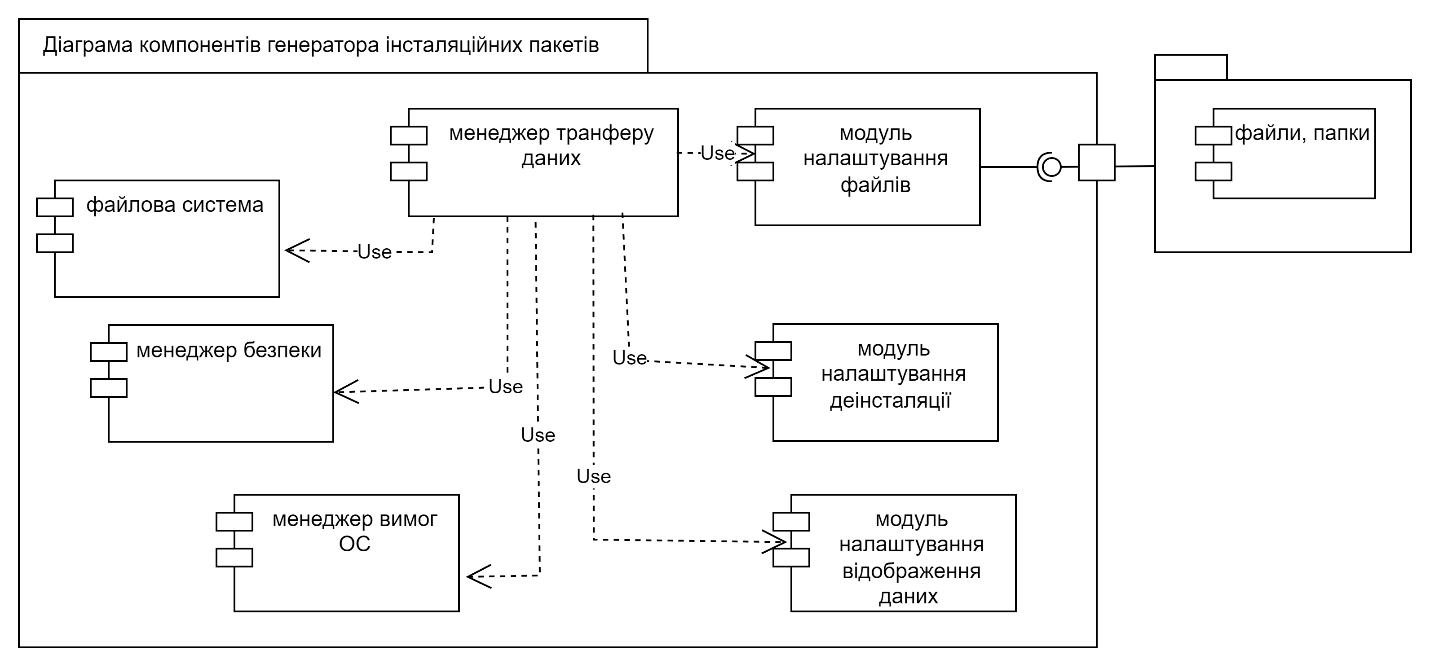 Діаграма компонентів генератора інсталяційних пакетів
менеджер транферу
даних
Use
модуль
налаштування
файлів
файли, папки
файлова система
Use
менеджер безпеки
Use
Use
модуль
налаштування
деінсталяції
Use
Use
менеджер вимог
ОС
модуль
налаштування
відображення
даних